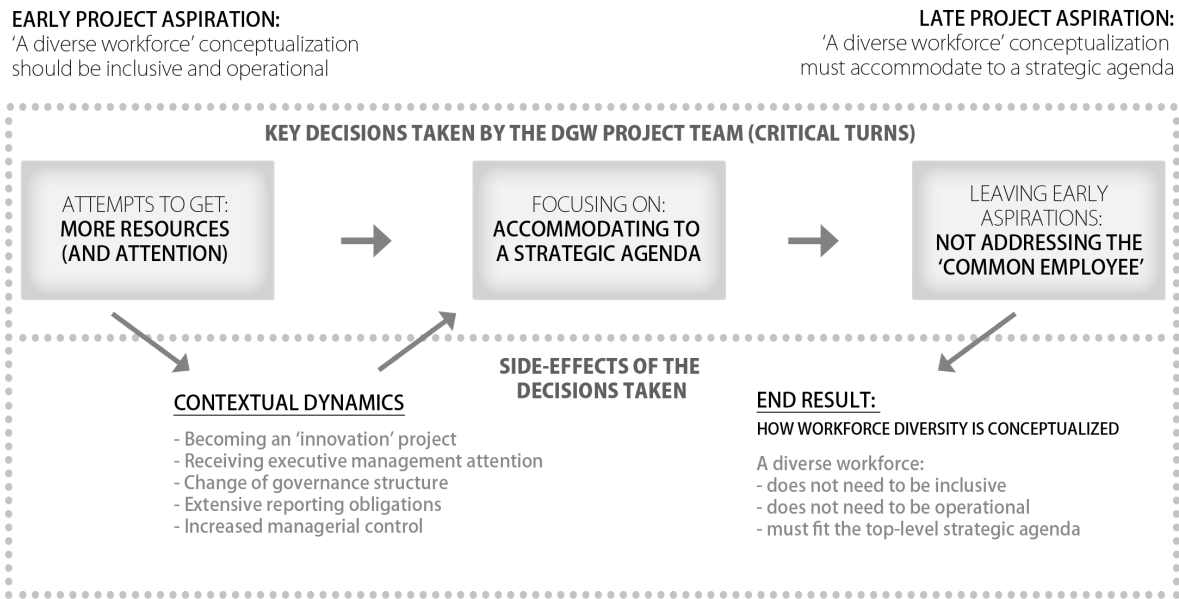 EARLY PROJECT ASPIRATION:
‘A diverse workforce’ conceptualization
should be inclusive and operational
LATE PROJECT ASPIRATION:
‘A diverse workforce’ conceptualization
must accommodate to a strategic agenda
KEY DECISIONS TAKEN BY THE DGW PROJECT TEAM (CRITICAL TURNS)
ATTEMPTS TO GET:
MORE RESOURCES
(AND ATTENTION)
FOCUSING ON:
ACCOMMODATING TO
A STRATEGIC AGENDA
LEAVING EARLY
ASPIRATIONS:
NOT ADDRESSING THE
‘COMMON EMPLOYEE’
SIDE-EFFECTS OF THE
DECISIONS TAKEN
CONTEXTUAL DYNAMICS
- Becoming an ‘innovation’ project
- Receiving executive management attention
- Change of governance structure
- Extensive reporting obligations
- Increased managerial control
END RESULT:
HOW WORKFORCE DIVERSITY IS CONCEPTUALIZED
A diverse workforce:
- does not need to be inclusive
- does not need to be operational
- must fit the top-level strategic agenda